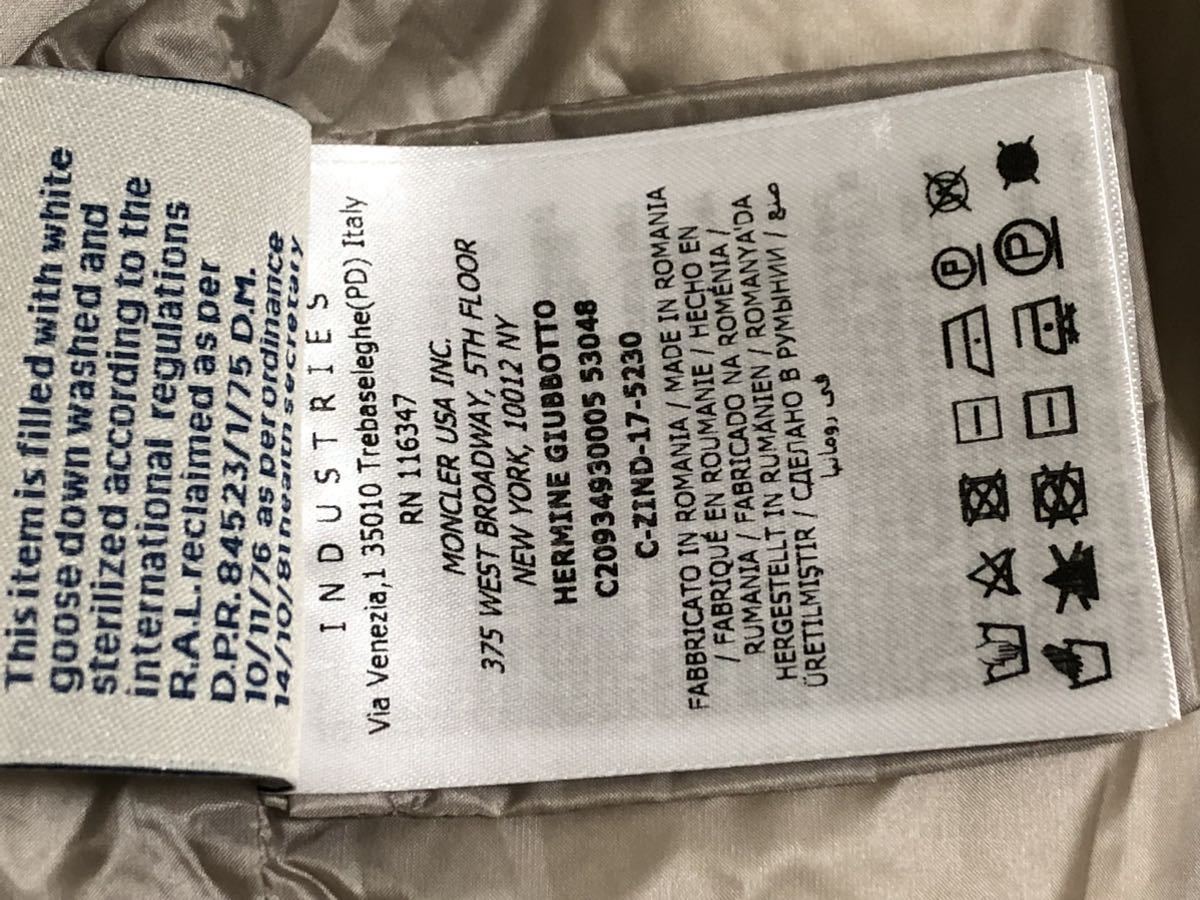 This item is filled with white
goose down washed and
sterilized according to the
international regulations
R.A.L. reclaimed as per
D.P.R. 84523/1/75 D.M.
10/11/76 as per ordinance
14/10/81 health secretary
INDUSTRIES
Via Venezia,1 35010 Trebaseleghe(PD) Italy
RN 116347
MONCLER USA INC.
375 WEST BROADWAY, 5TH FLOOR
NEW YORK, 10012 NY
HERMINE GIUBBOTTO
C20934930005 53048
C-ZIND-17-5230
FABBRICATO IN ROMANIA / MADE IN ROMANIA
/ FABRIQUÉ EN ROUMANIE / HECHO EN
RUMANIA / FABRICADO NA ROMÉNIA /
HERGESTELLT IN RUMÄNIEN / ROMANYA'DA
ÜRETILMIŞTIR / СДЕЛАНО В РУМЫНИИ / صنع
في رومانيا
P
P